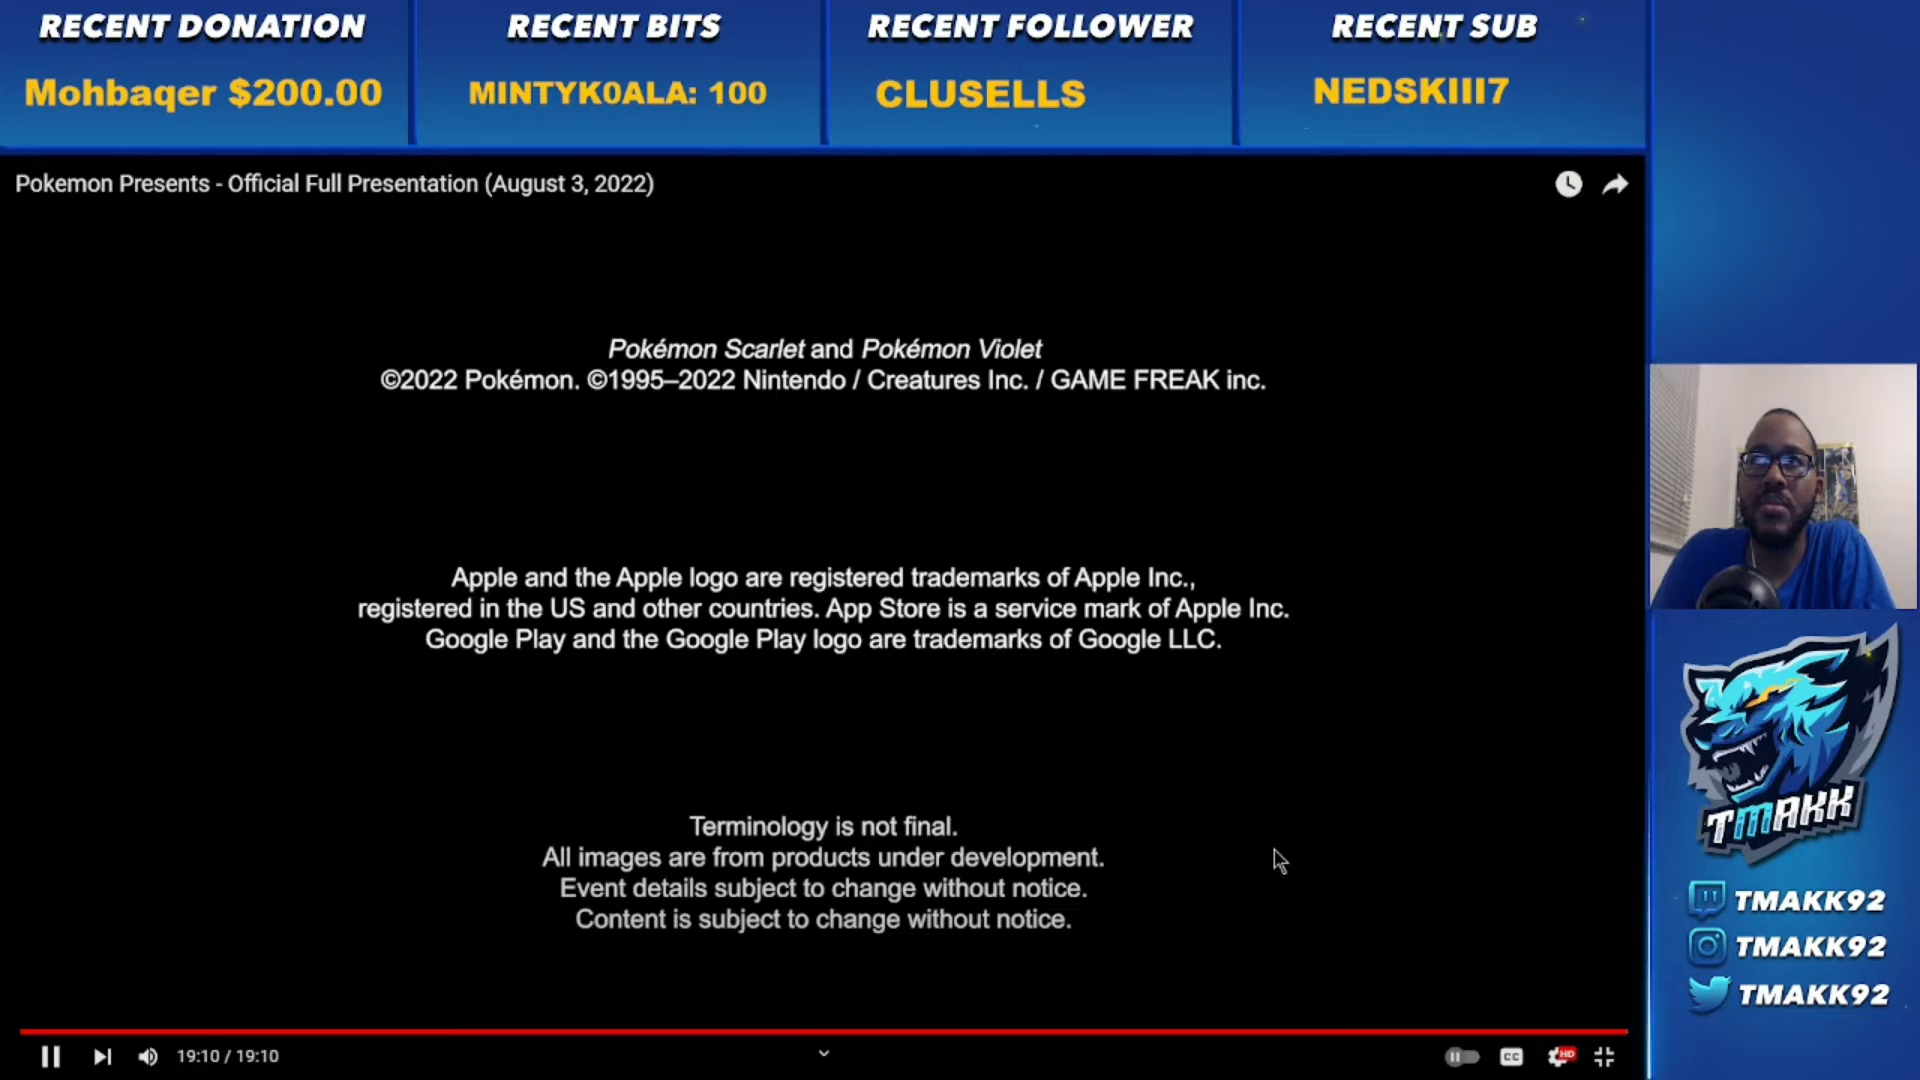 RECENT DONATION
Mohbaqer $200.00
RECENT BITS
MINTYK0ALA: 100
RECENT FOLLOWER
CLUSELLS
RECENT SUB
NEDSKIII7
Pokemon Presents - Official Full Presentation (August 3, 2022)
Pokémon Scarlet and Pokémon Violet
©2022 Pokémon. ©1995–2022 Nintendo / Creatures Inc. / GAME FREAK inc.
Apple and the Apple logo are registered trademarks of Apple Inc.,
registered in the US and other countries. App Store is a service mark of Apple Inc.
Google Play and the Google Play logo are trademarks of Google LLC.
Terminology is not final.
All images are from products under development.
Event details subject to change without notice.
Content is subject to change without notice.
19:10 / 19:10
CC
HD
TMAKK
TMAKK92
TMAKK92
TMAKK92